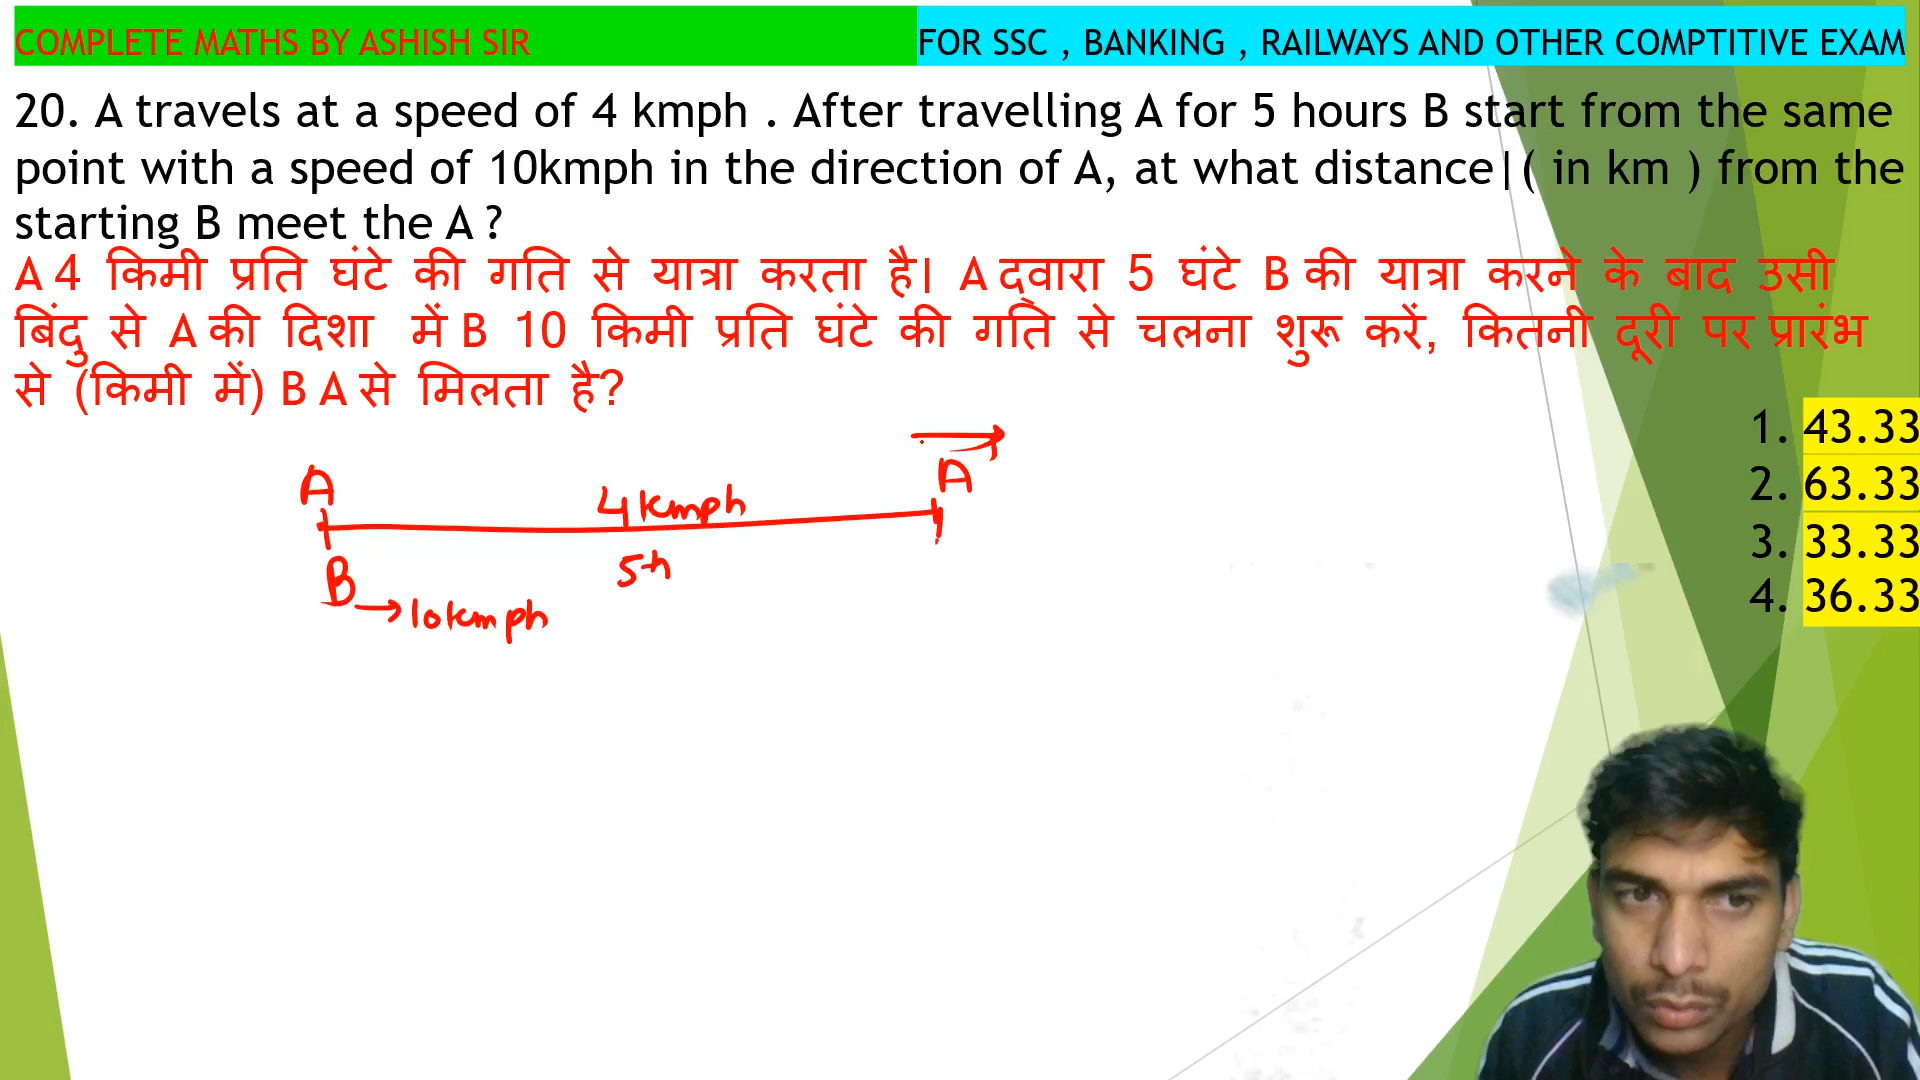 COMPLETE MATHS BY ASHISH SIR
FOR SSC , BANKING , RAILWAYS AND OTHER COMPTITIVE EXAM
20. A travels at a speed of 4 kmph . After travelling A for 5 hours B start from the same
point with a speed of 10kmph in the direction of A, at what distance|( in km ) from the
starting B meet the A ?
A 4 किमी प्रति घंटे की गति से यात्रा करता है। A द्वारा 5 घंटे B की यात्रा करने के बाद उसी
बिंदु से A की दिशा में B 10 किमी प्रति घंटे की गति से चलना शुरू करें, कितनी दूरी पर प्रारंभ
से (किमी में) B A से मिलता है?
1. 43.33
2. 63.33
3. 33.33
4. 36.33
A
A
4 kmph
5h
B
10kmph